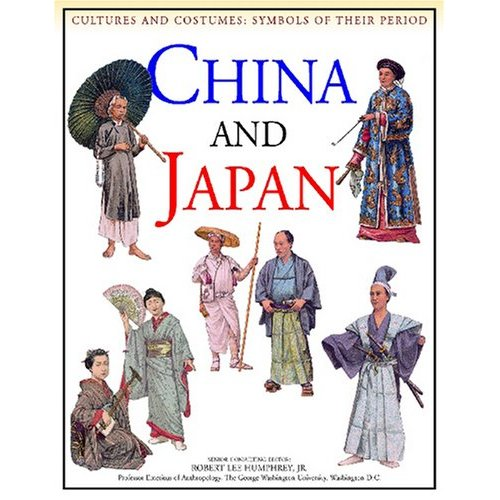 CULTURES AND COSTUMES: SYMBOLS OF THEIR PERIOD
CHINA
AND
JAPAN
SENIOR CONSULTING EDITOR:
ROBERT LEE HUMPHREY, JR.
Professor Emeritus of Anthropology, The George Washington University, Washington D.C.